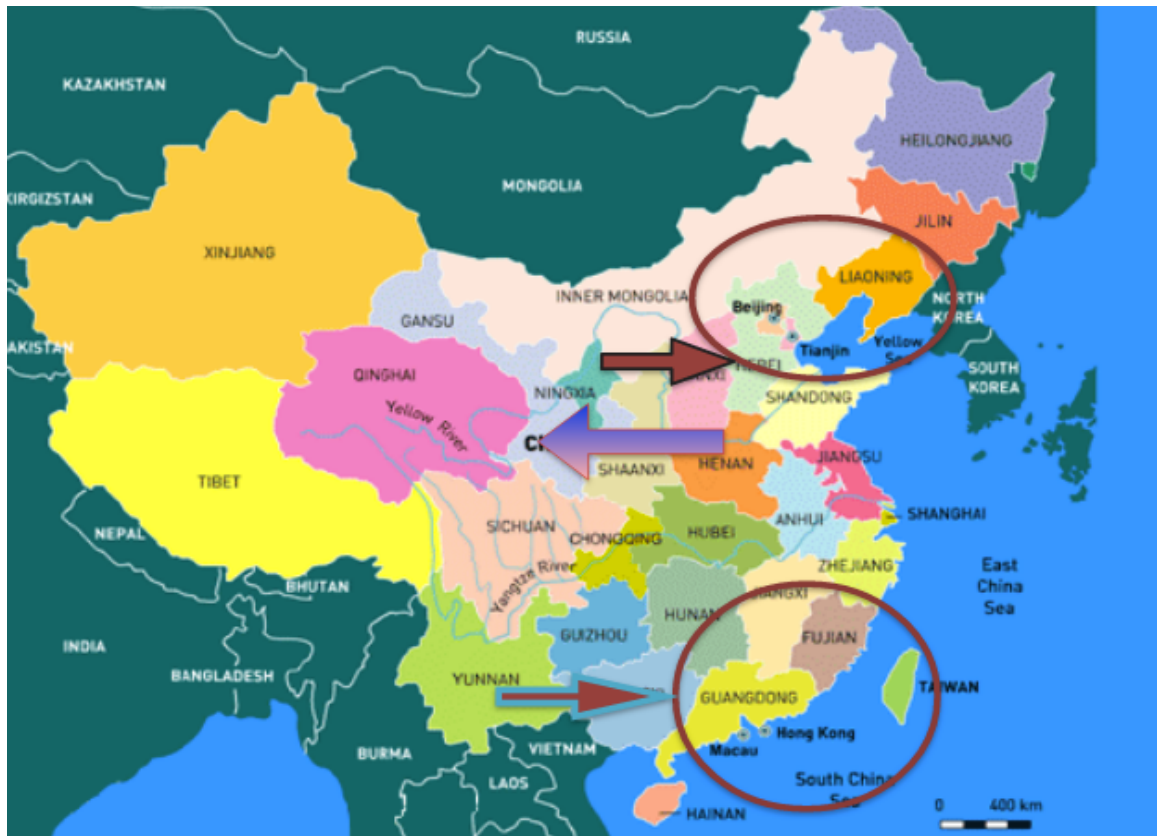 RUSSIA
KAZAKHSTAN
HEILONGJIANG
MONGOLIA
KIRGIZSTAN
JILIN
XINJIANG
LIAONING
INNER MONGOLIA
Beijing
NORTH
KOREA
GANSU
Tianjin
Yellow
QINGHAI
SOUTH
KOREA
NINGXIA
SHANDONG
Yellow River
JIANGSU
SHAANXI
HENAN
TIBET
SHANGHAI
ANHUI
SICHUAN
CHONGQING
HUBEI
NEPAL
ZHEJIANG
East
China
Sea
BHUTAN
Yangtze River
HUNAN
FUJIAN
GUIZHOU
INDIA
BANGLADESH
YUNNAN
GUANGDONG
TAIWAN
Hong Kong
Macau
BURMA
VIETNAM
LAOS
South China
Sea
0 400 km
HAINAN